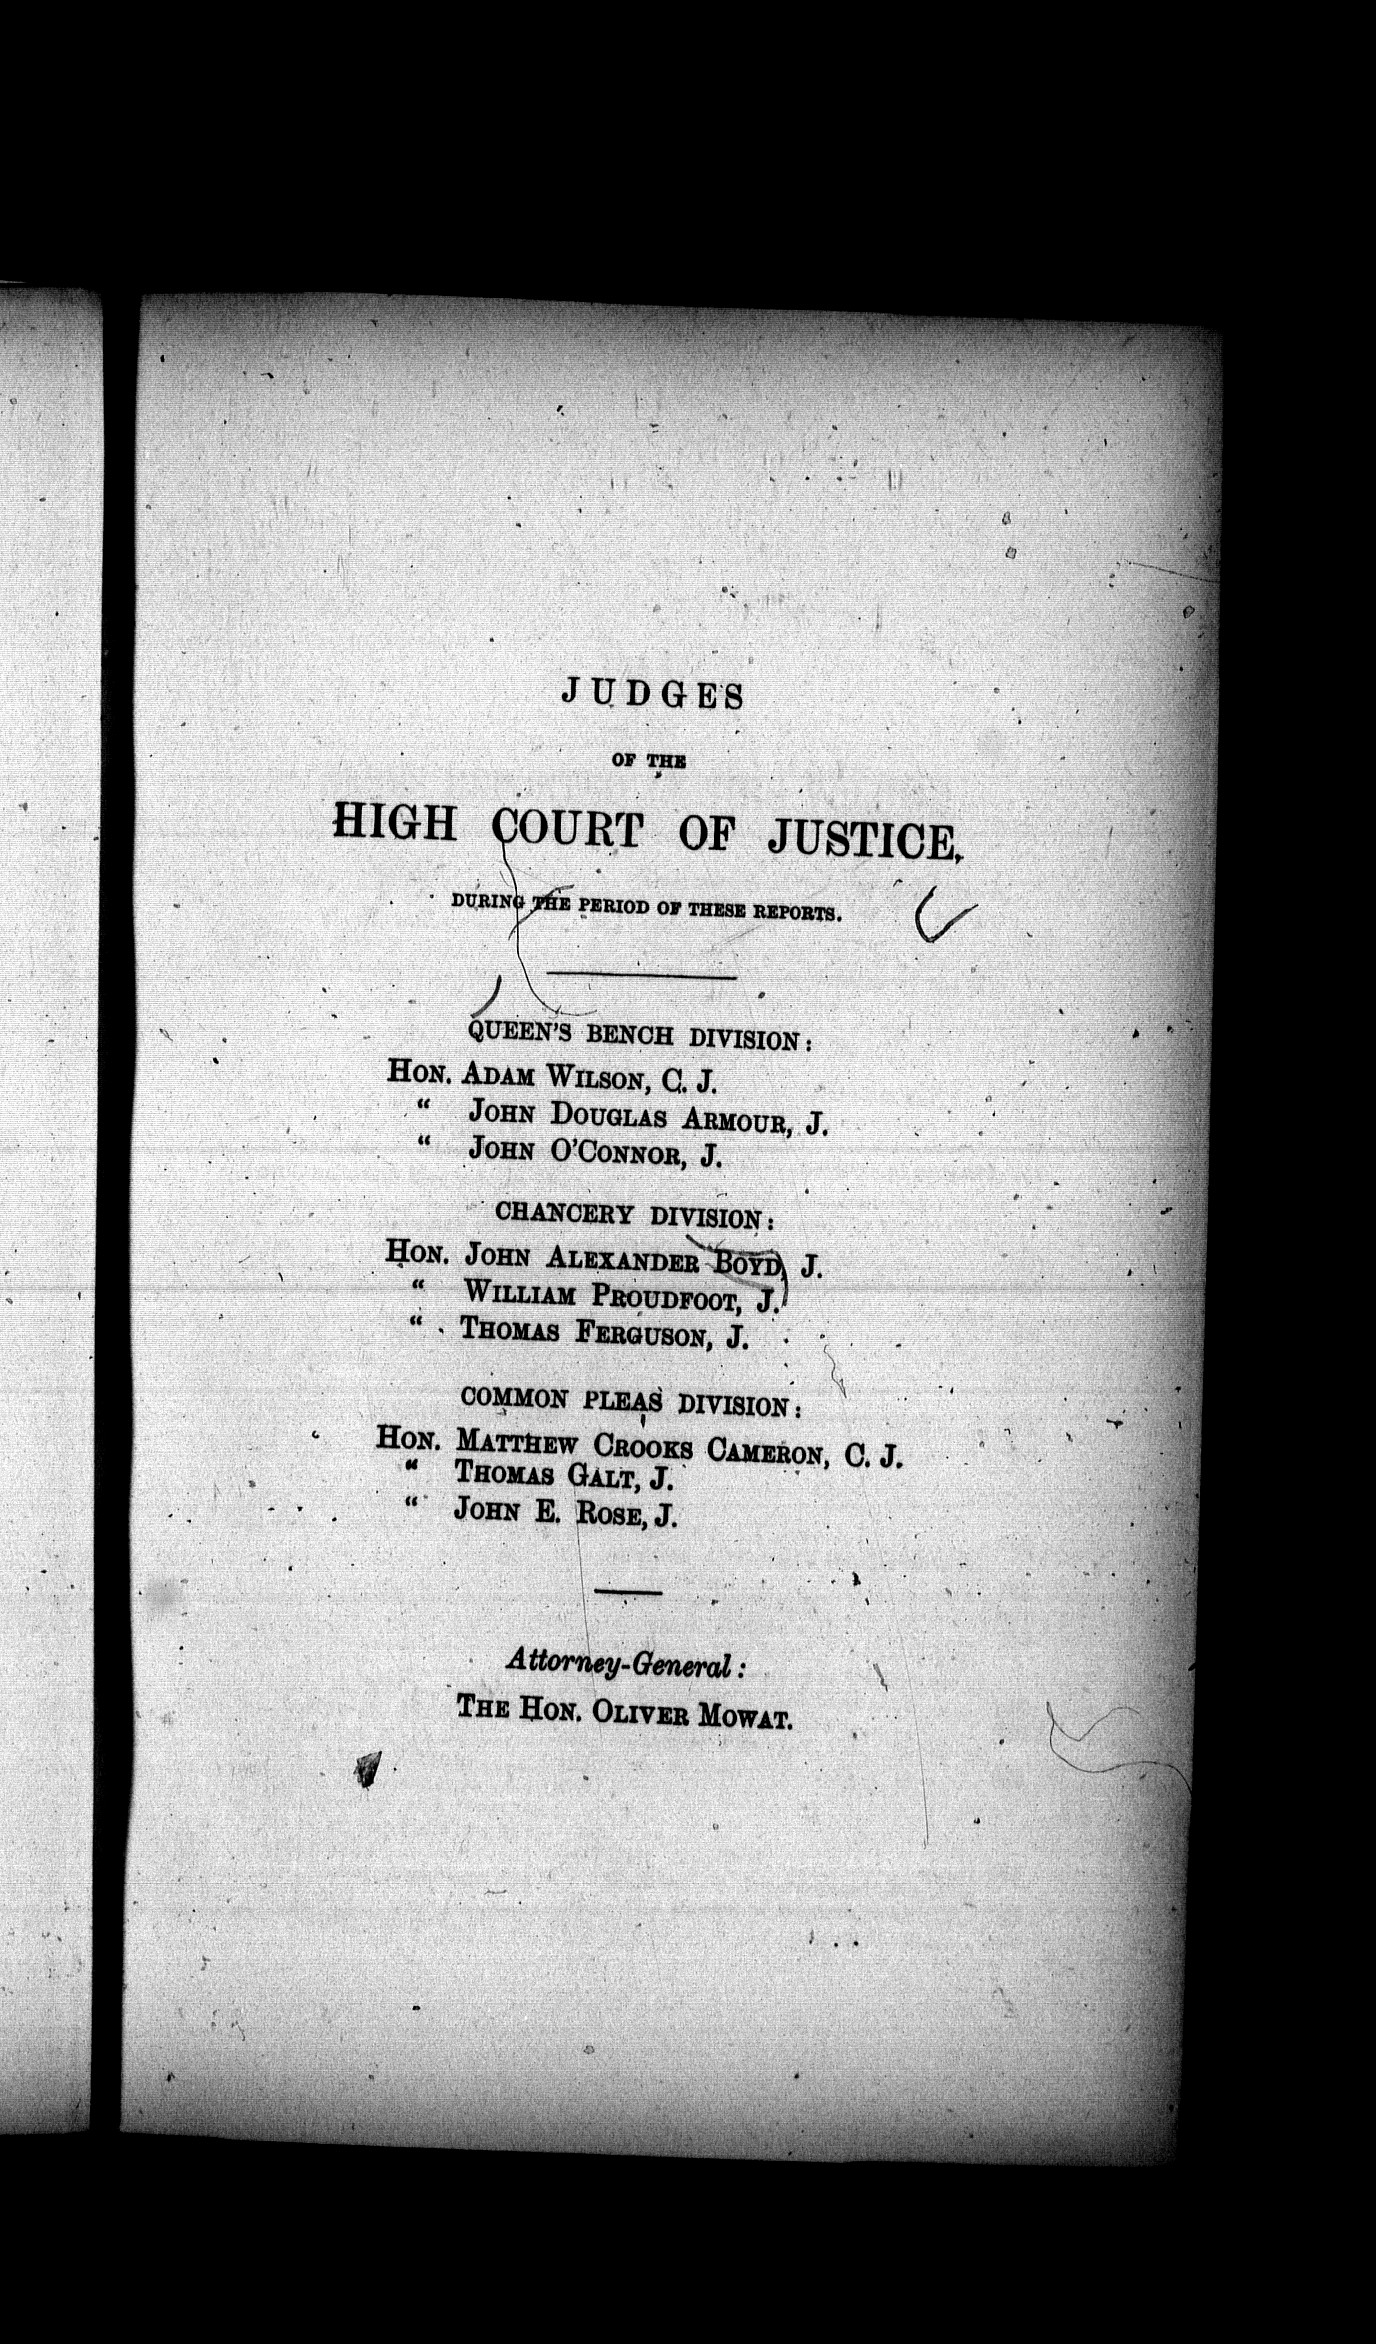 JUDGES
OF THE
HIGH COURT OF JUSTICE,
DURING THE PERIOD OF THESE REPORTS.
QUEEN'S BENCH DIVISION:
HON. ADAM WILSON, C. J.
“ JOHN DOUGLAS ARMOUR, J.
“ JOHN O'CONNOR, J.
CHANCERY DIVISION:
HON. JOHN ALEXANDER BOYD, J.
“ WILLIAM PROUDFOOT, J.
“ THOMAS FERGUSON, J.
COMMON PLEAS DIVISION:
HON. MATTHEW CROOKS CAMERON, C. J.
“ THOMAS GALT, J.
“ JOHN E. ROSE, J.
Attorney-General:
THE HON. OLIVER MOWAT.